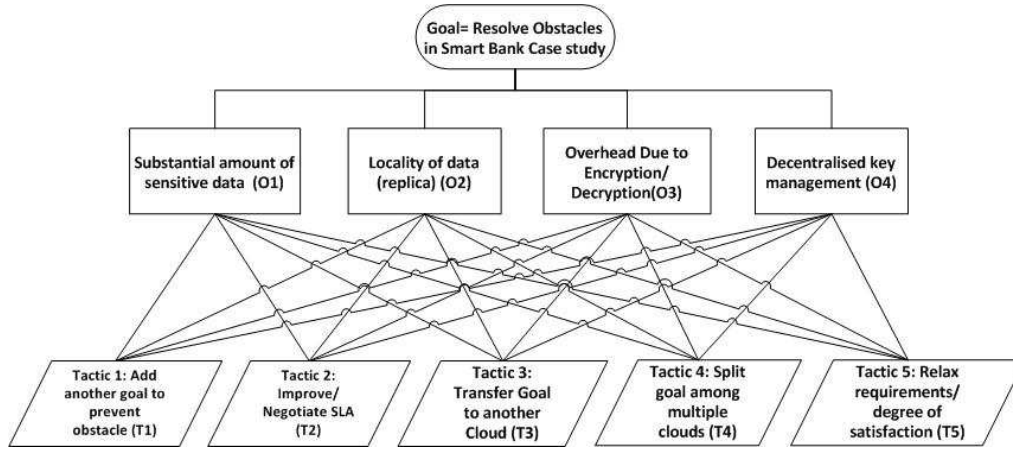 Goal= Resolve Obstacles
in Smart Bank Case study
Substantial amount of
sensitive data (O1)
Locality of data
(replica) (O2)
Overhead Due to
Encryption/
Decryption(O3)
Decentralised key
management (O4)
Tactic 1: Add
another goal to
prevent
obstacle (T1)
Tactic 2:
Improve/
Negotiate SLA
(T2)
Tactic 3:
Transfer Goal
to another
Cloud (T3)
Tactic 4: Split
goal among
multiple
clouds (T4)
Tactic 5: Relax
requirements/
degree of
satisfaction (T5)